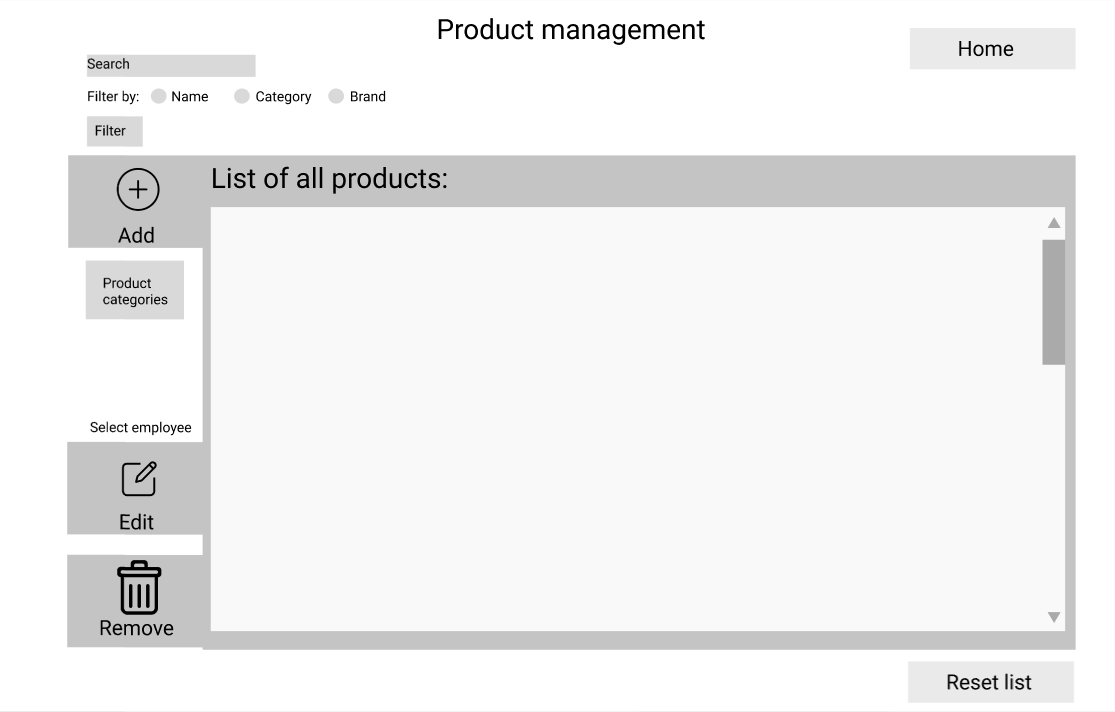 Product management
Home
Search
Filter by: Name Category Brand
Filter
List of all products:
Add
Product
categories
Select employee
Edit
Remove
Reset list